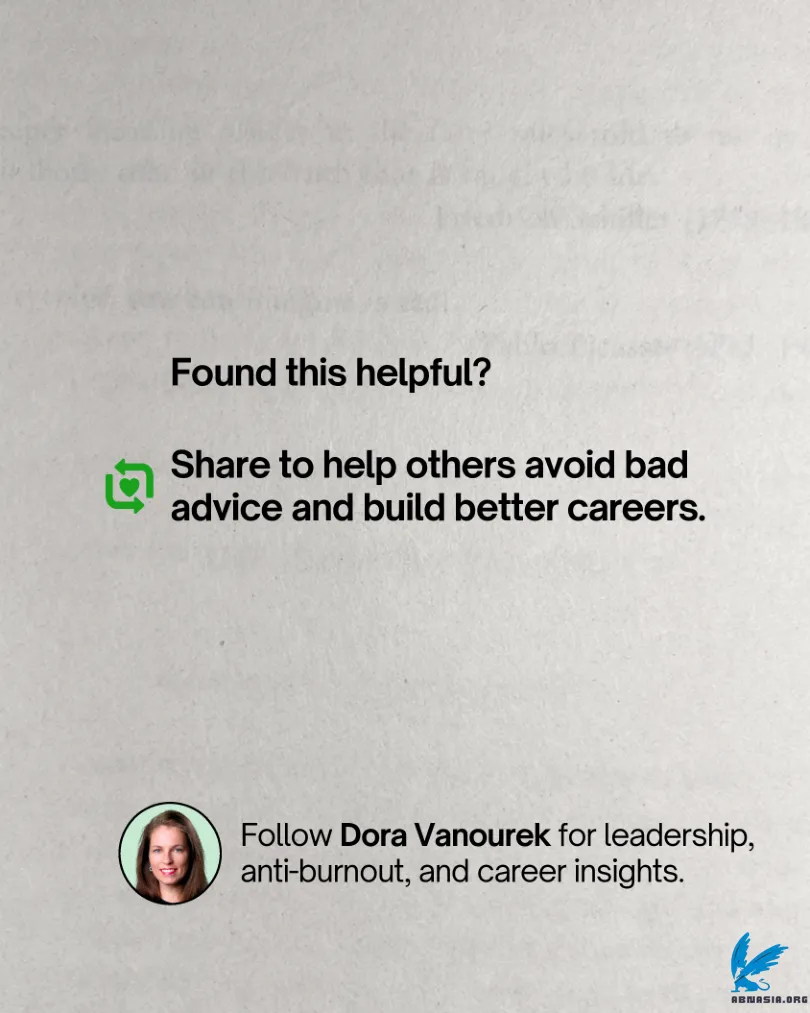 Found this helpful?
Share to help others avoid bad
advice and build better careers.
Follow Dora Vanourek for leadership,
anti-burnout, and career insights.
ABNASIA.ORG